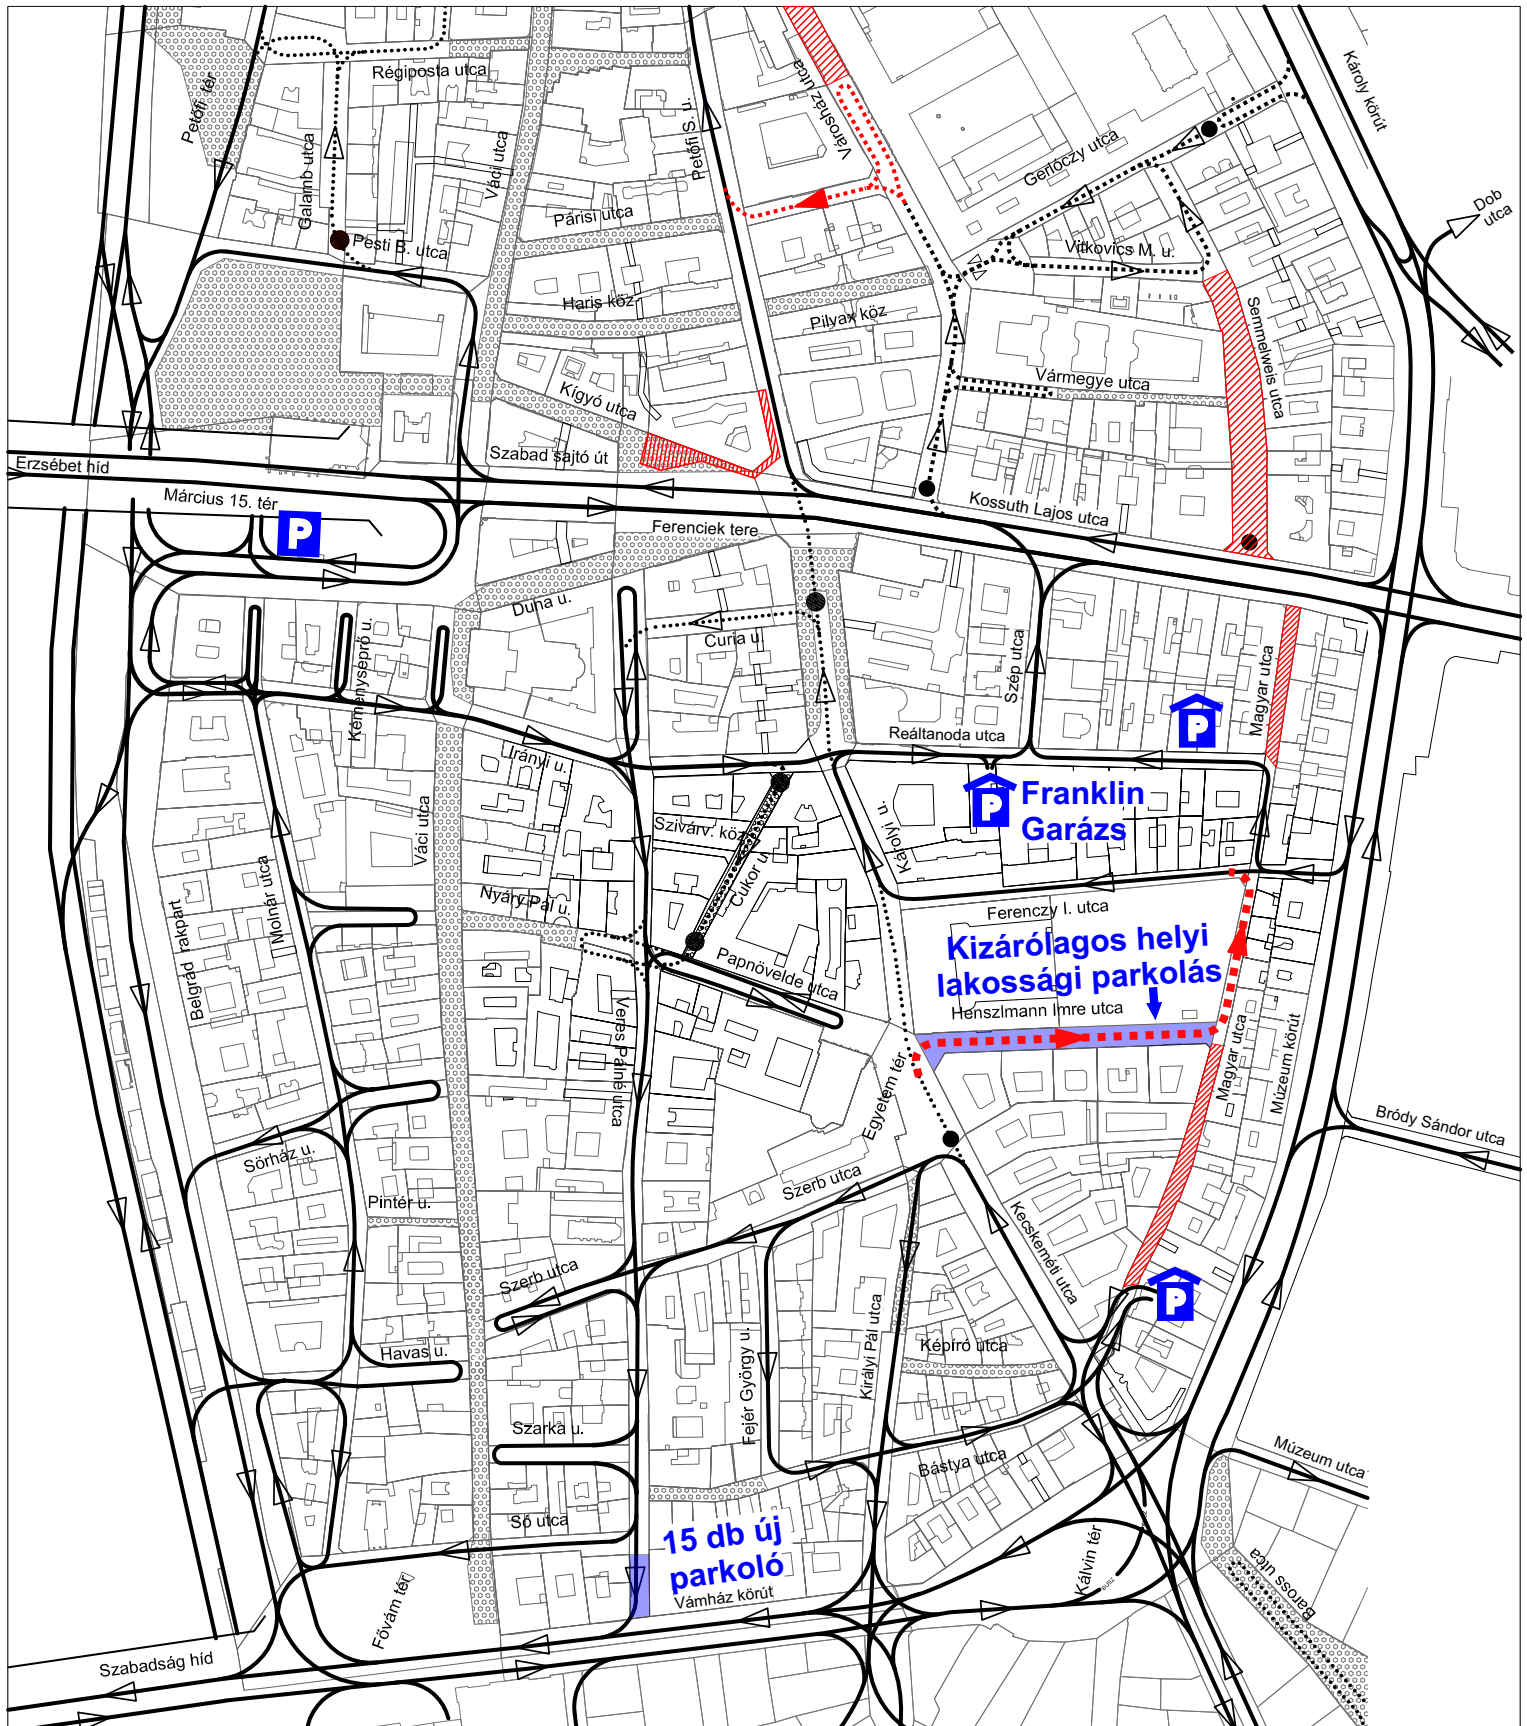 Petőfi tér
Régiposta utca
Galamb utca
Váci utca
Petőfi S. u.
Városház utca
Károly körút
Gerlóczy utca
Dob
utca
Párisi utca
Pesti B. utca
Vitkovics M. u.
Haris köz
Pilvax köz
Semmelweis utca
Vármegye utca
Kígyó utca
Szabad sajtó út
Erzsébet híd
Március 15. tér
P
Kossuth Lajos utca
Ferenciek tere
Duna u.
Kéményseprő u.
Curia u.
Szép utca
Magyar utca
P
Reáltanoda utca
Irányi u.
P
Franklin
Garázs
Váci utca
Szivárv. köz
Károlyi u.
Cukor u.
Molnár utca
Nyáry Pál u.
Belgrád rakpart
Ferenczy I. utca
Kizárólagos helyi
lakossági parkolás
Papnövelde utca
Henszlmann Imre utca
Veres Pálné utca
Magyar utca
Múzeum körút
Egyetem tér
Bródy Sándor utca
Sörház u.
Szerb utca
Pintér u.
Kecskeméti utca
Szerb utca
P
Havas u.
Fejér György u.
Királyi Pál utca
Képíró utca
Szarka u.
Bástya utca
Múzeum utca
Só utca
15 db új
parkoló
Vámház körút
Kálvin tér
BUSZ
Baross utca
Fővám tér
Szabadság híd